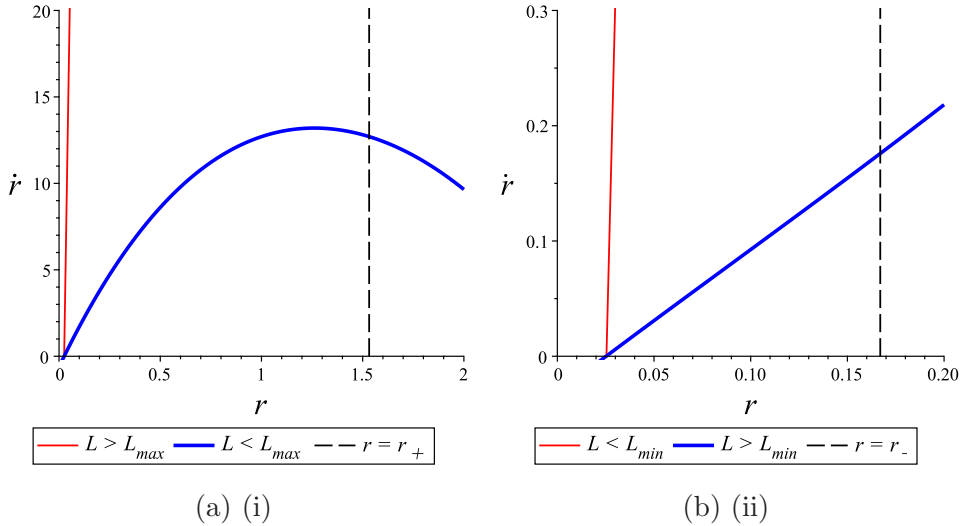 20
15
ṙ 10
5
0
0 0.5 1 1.5 2
r
L > L_max L < L_max r = r_+
(a) (i)
0.3
0.2
ṙ
0.1
0
0 0.05 0.10 0.15 0.20
r
L < L_min L > L_min r = r_-
(b) (ii)